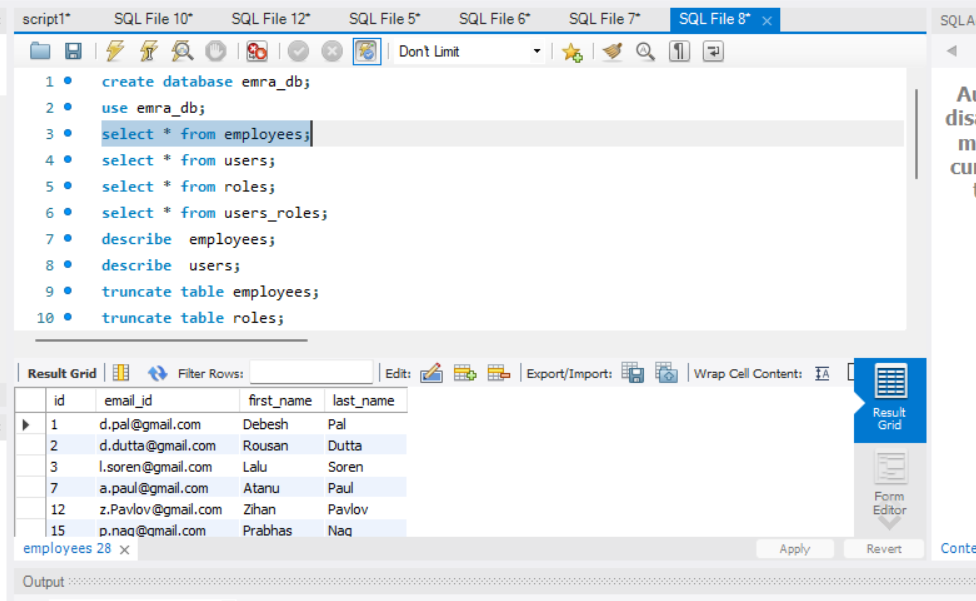 script1* SQL File 10* SQL File 12* SQL File 5* SQL File 6* SQL File 7* SQL File 8* SQLA
Don't Limit
1 create database emra_db;
2 use emra_db;
3 select * from employees;
4 select * from users;
5 select * from roles;
6 select * from users_roles;
7 describe  employees;
8 describe  users;
9 truncate table employees;
10 truncate table roles;
Result Grid Filter Rows: Edit: Export/Import: Wrap Cell Content:
id email_id first_name last_name
1 d.pal@gmail.com Debesh Pal
2 d.dutta@gmail.com Rousan Dutta
3 l.soren@gmail.com Lalu Soren
7 a.paul@gmail.com Atanu Paul
12 z.Pavlov@gmail.com Zihan Pavlov
15 p.nag@gmail.com Prabhas Nag
Result
Grid
Form
Editor
employees 28 Apply Revert Conte
Output